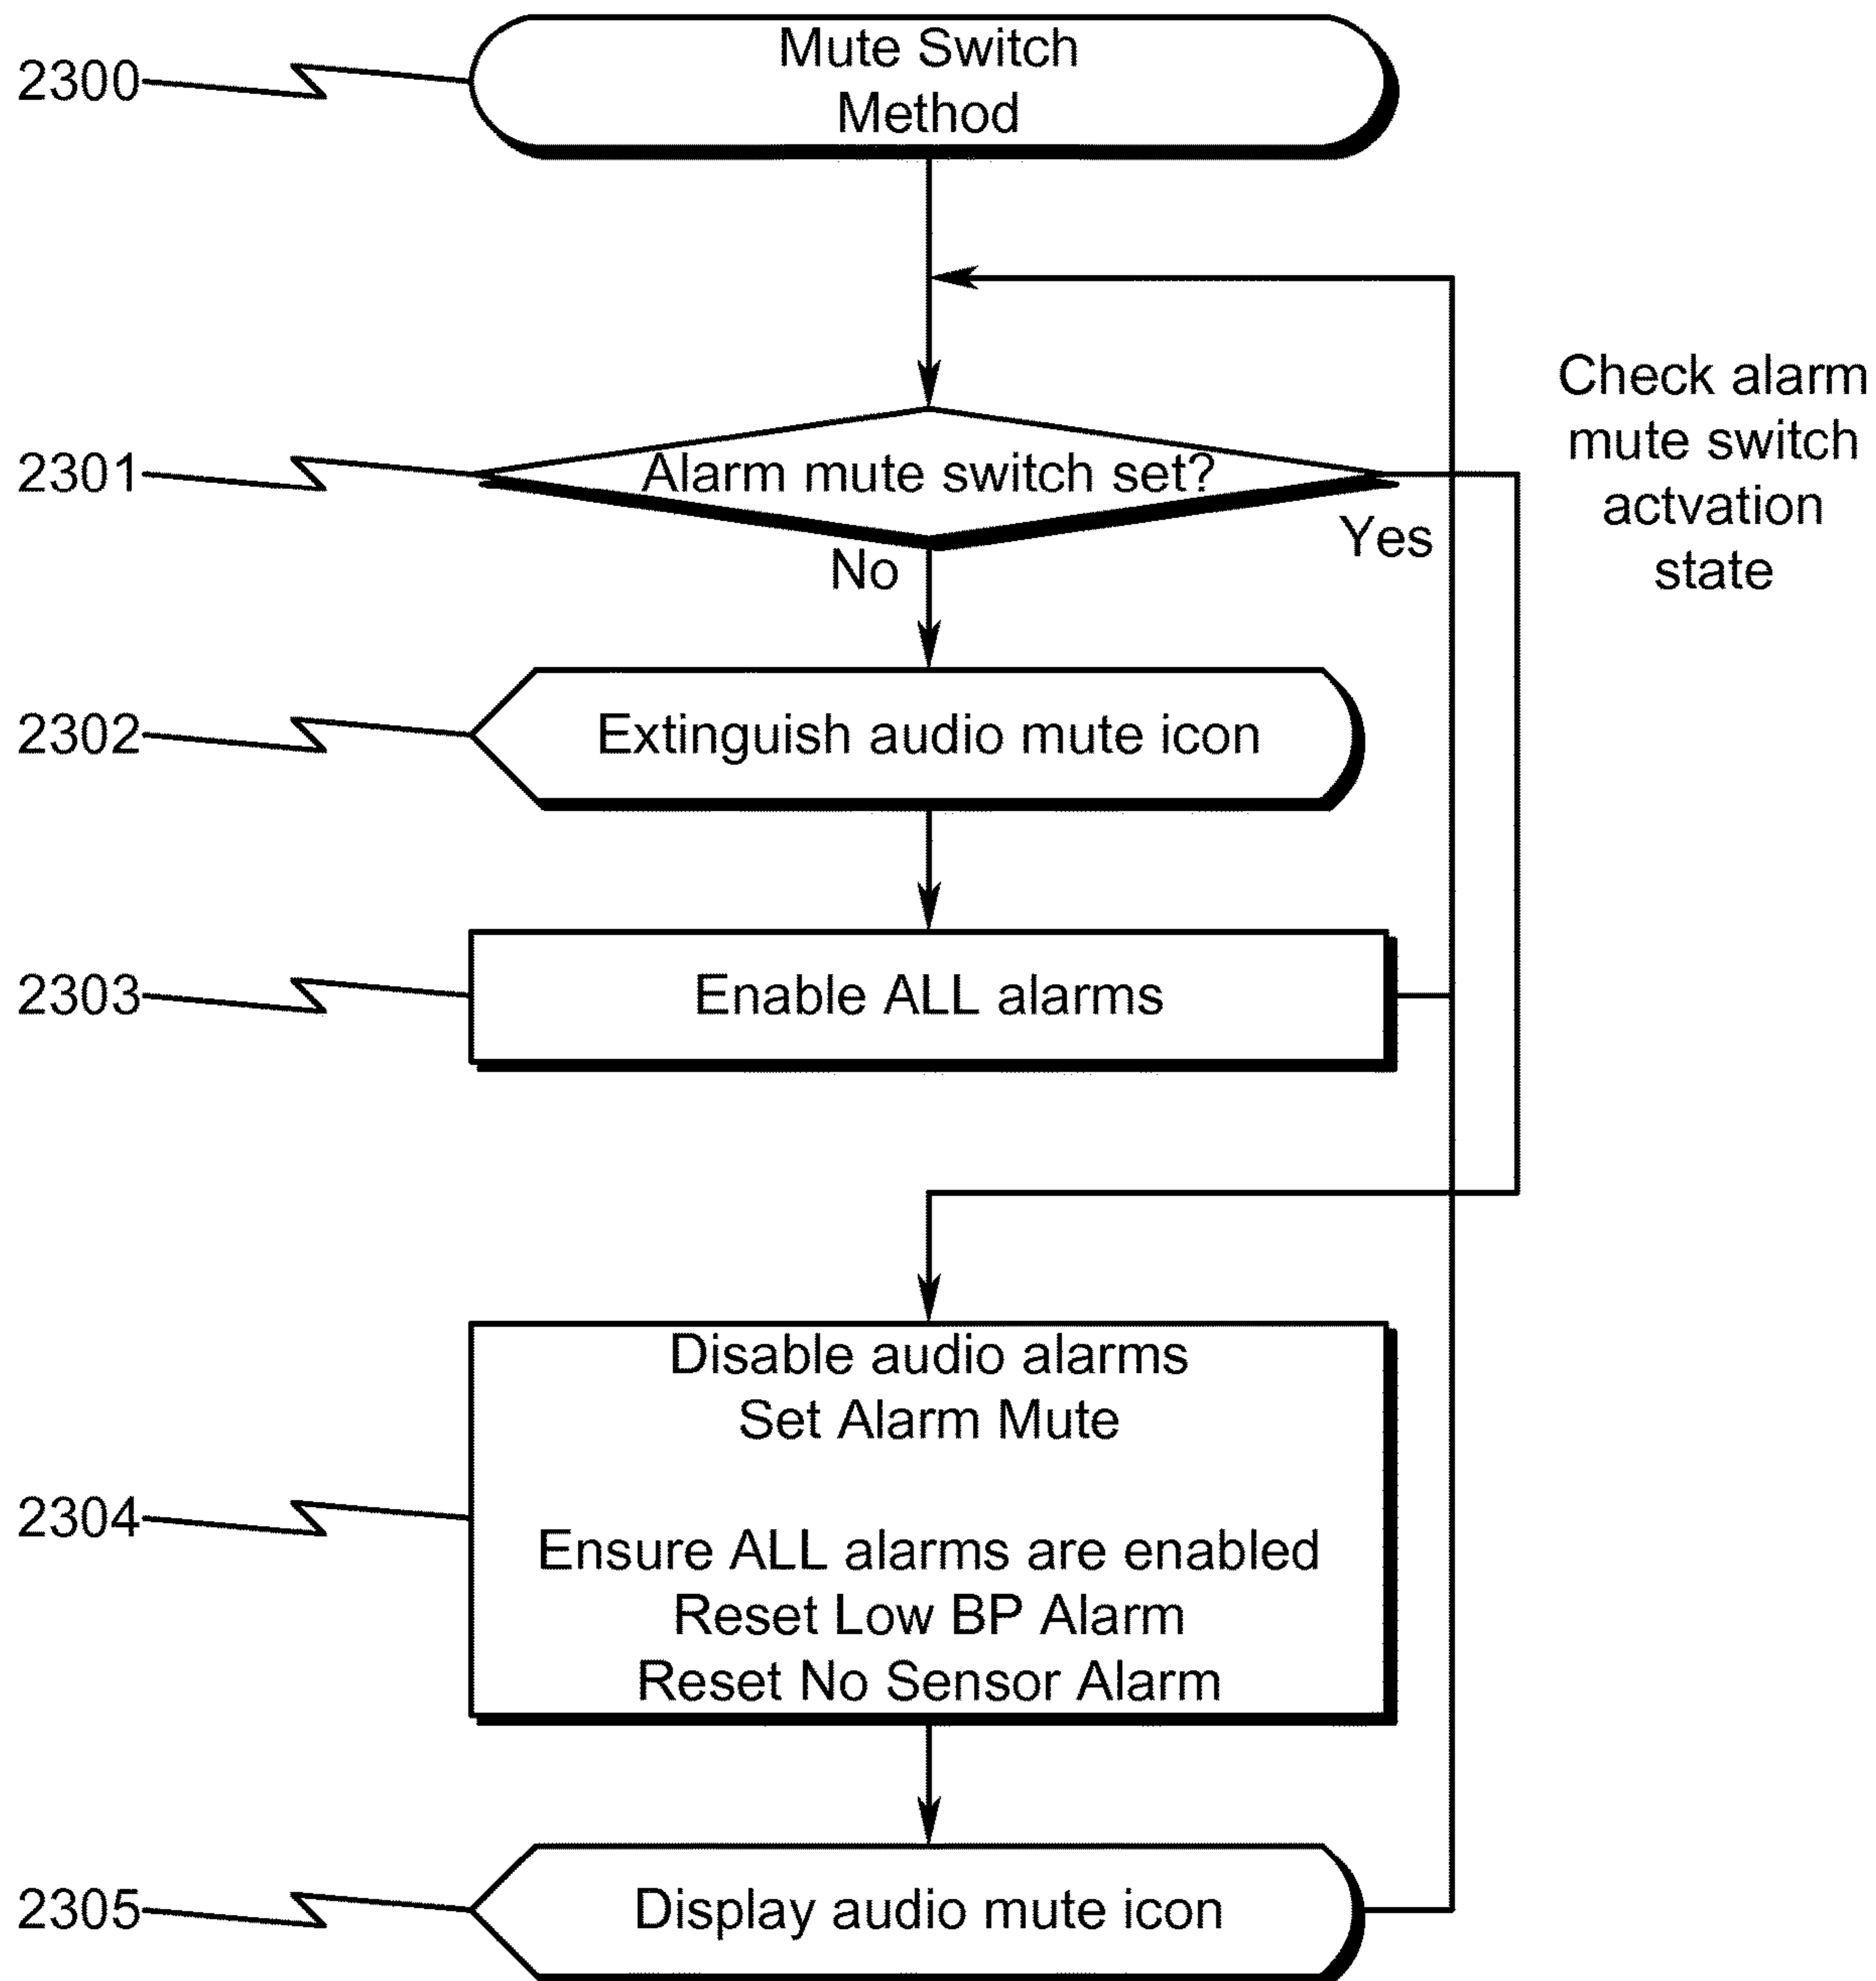 2300
Mute Switch
Method
Check alarm
mute switch
actvation
state
2301
Alarm mute switch set?
Yes
No
2302
Extinguish audio mute icon
2303
Enable ALL alarms
2304
Disable audio alarms
Set Alarm Mute
Ensure ALL alarms are enabled
Reset Low BP Alarm
Reset No Sensor Alarm
2305
Display audio mute icon